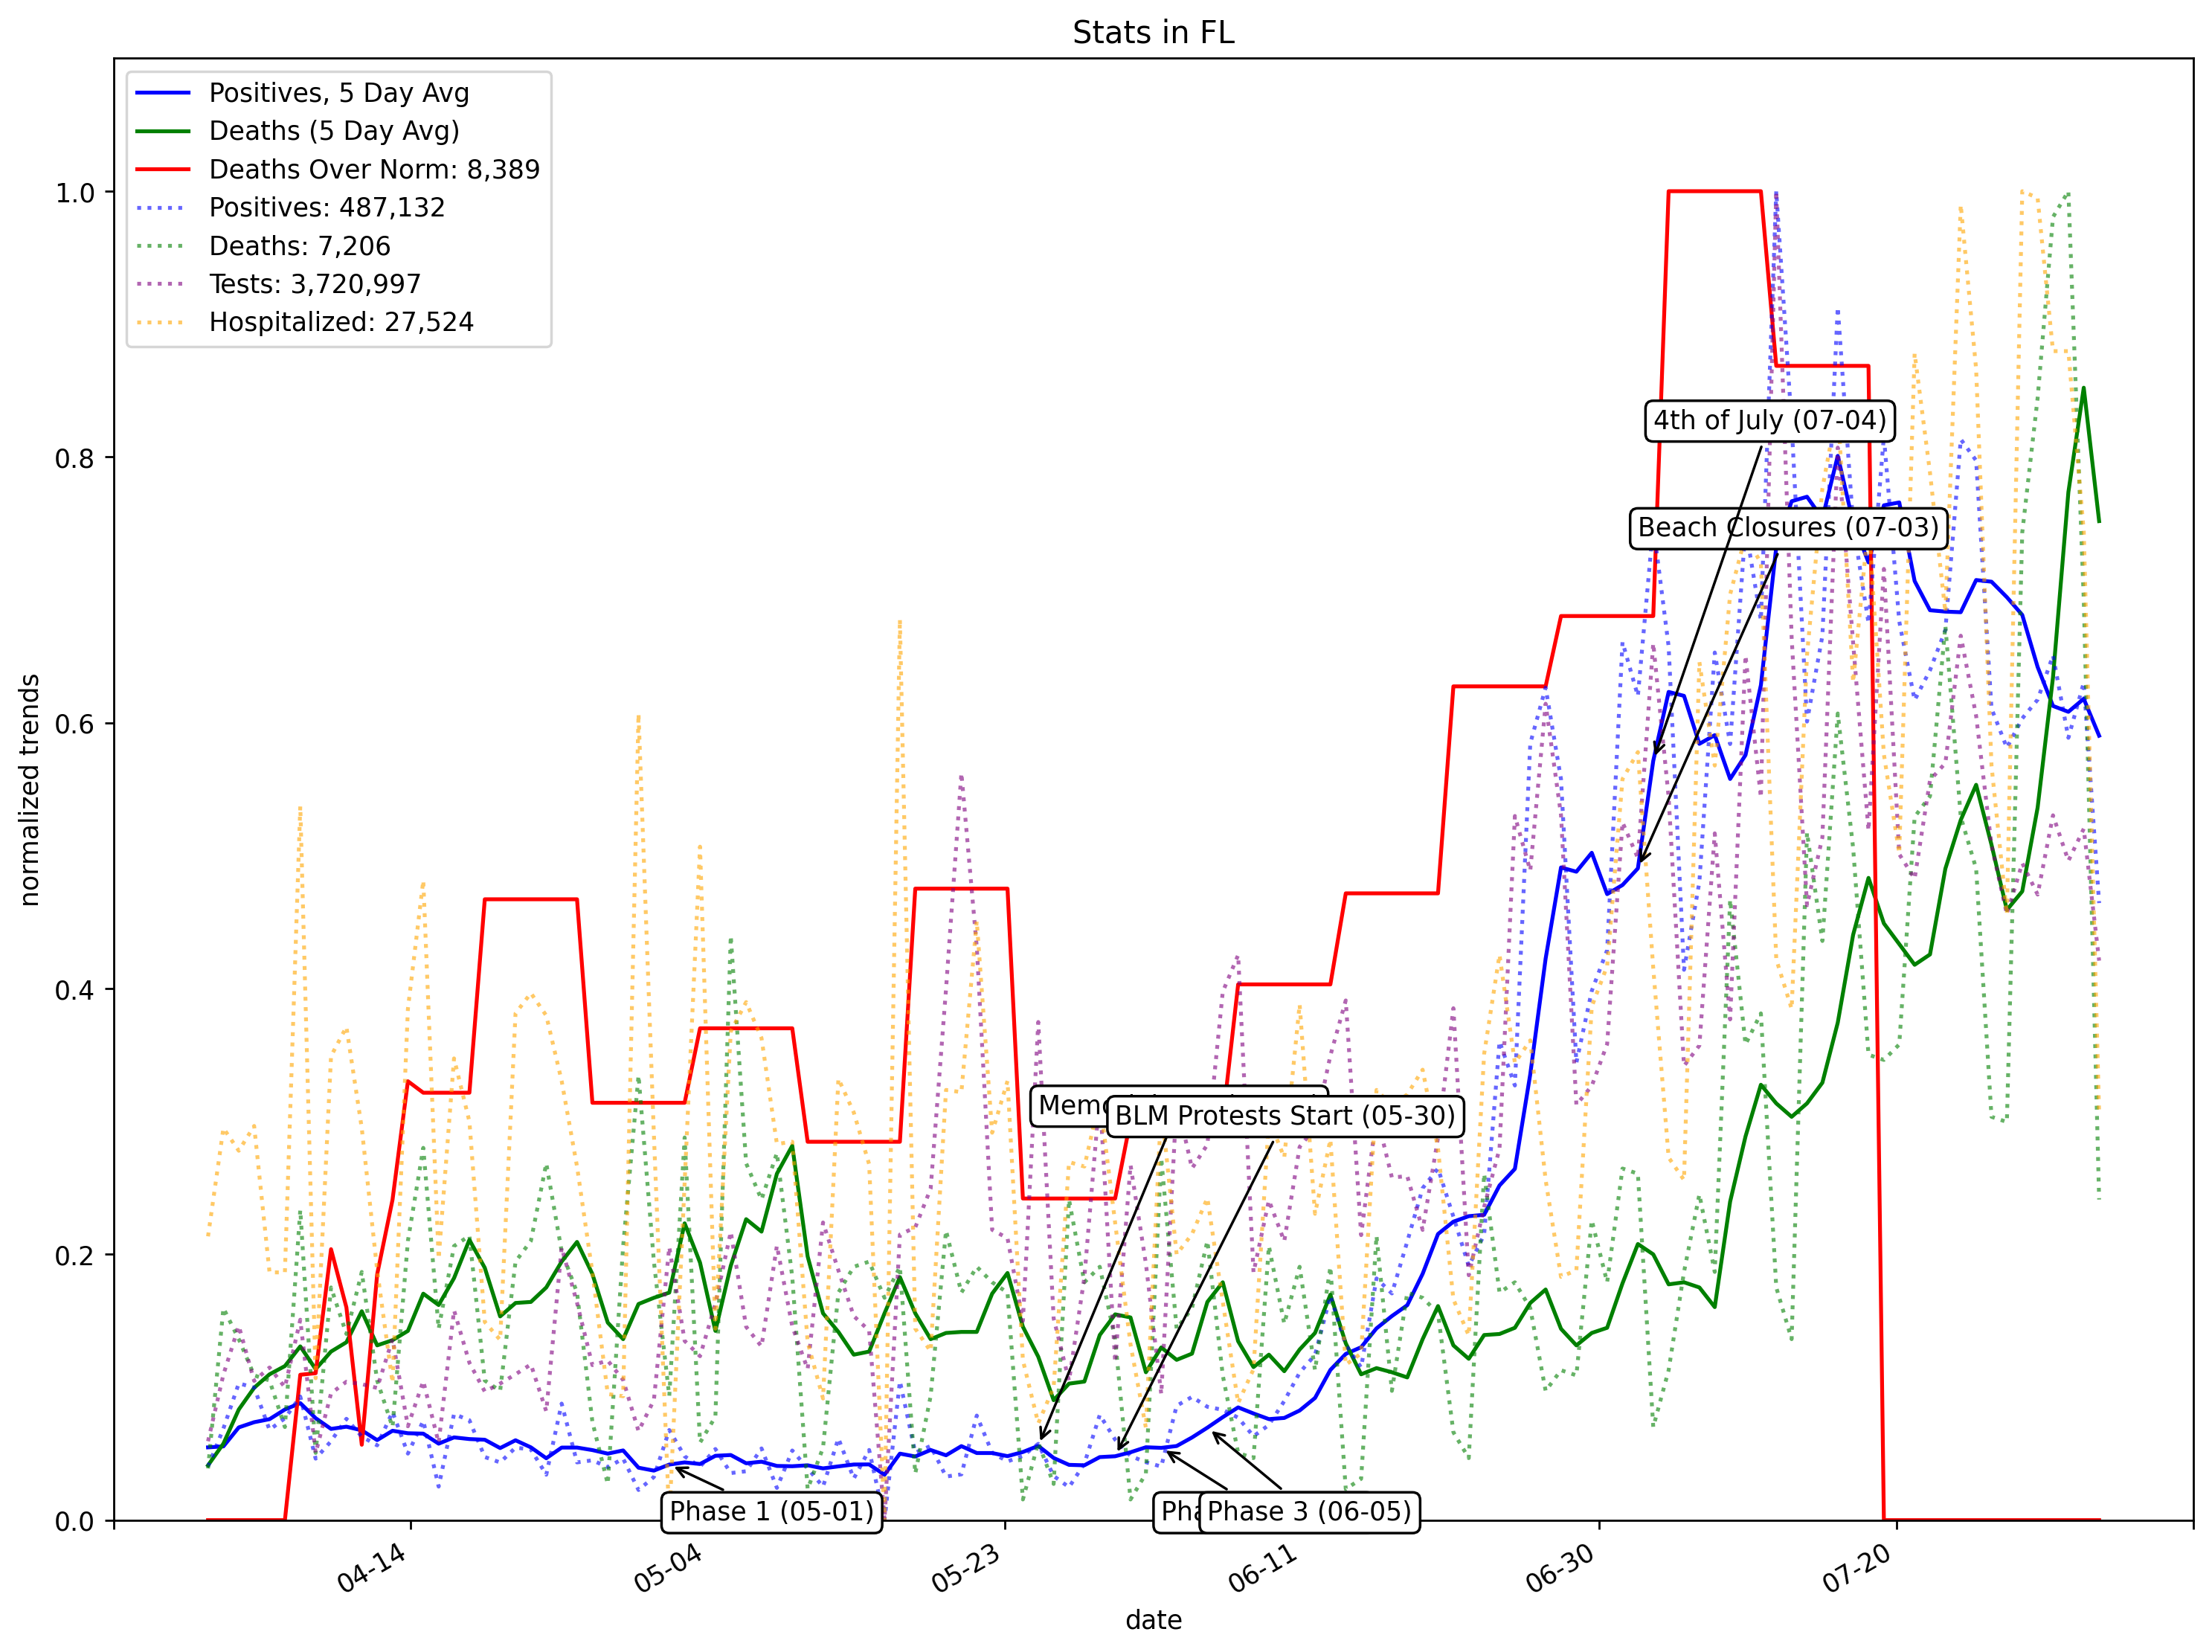 Stats in FL
Positives, 5 Day Avg
Deaths (5 Day Avg)
Deaths Over Norm: 8,389
Positives: 487,132
Deaths: 7,206
Tests: 3,720,997
Hospitalized: 27,524
1.0
0.8
0.6
0.4
0.2
0.0
normalized trends
4th of July (07-04)
Beach Closures (07-03)
BLM Protests Start (05-30)
Phase 1 (05-01)
Phase 3 (06-05)
04-14
05-04
05-23
06-11
06-30
07-20
date